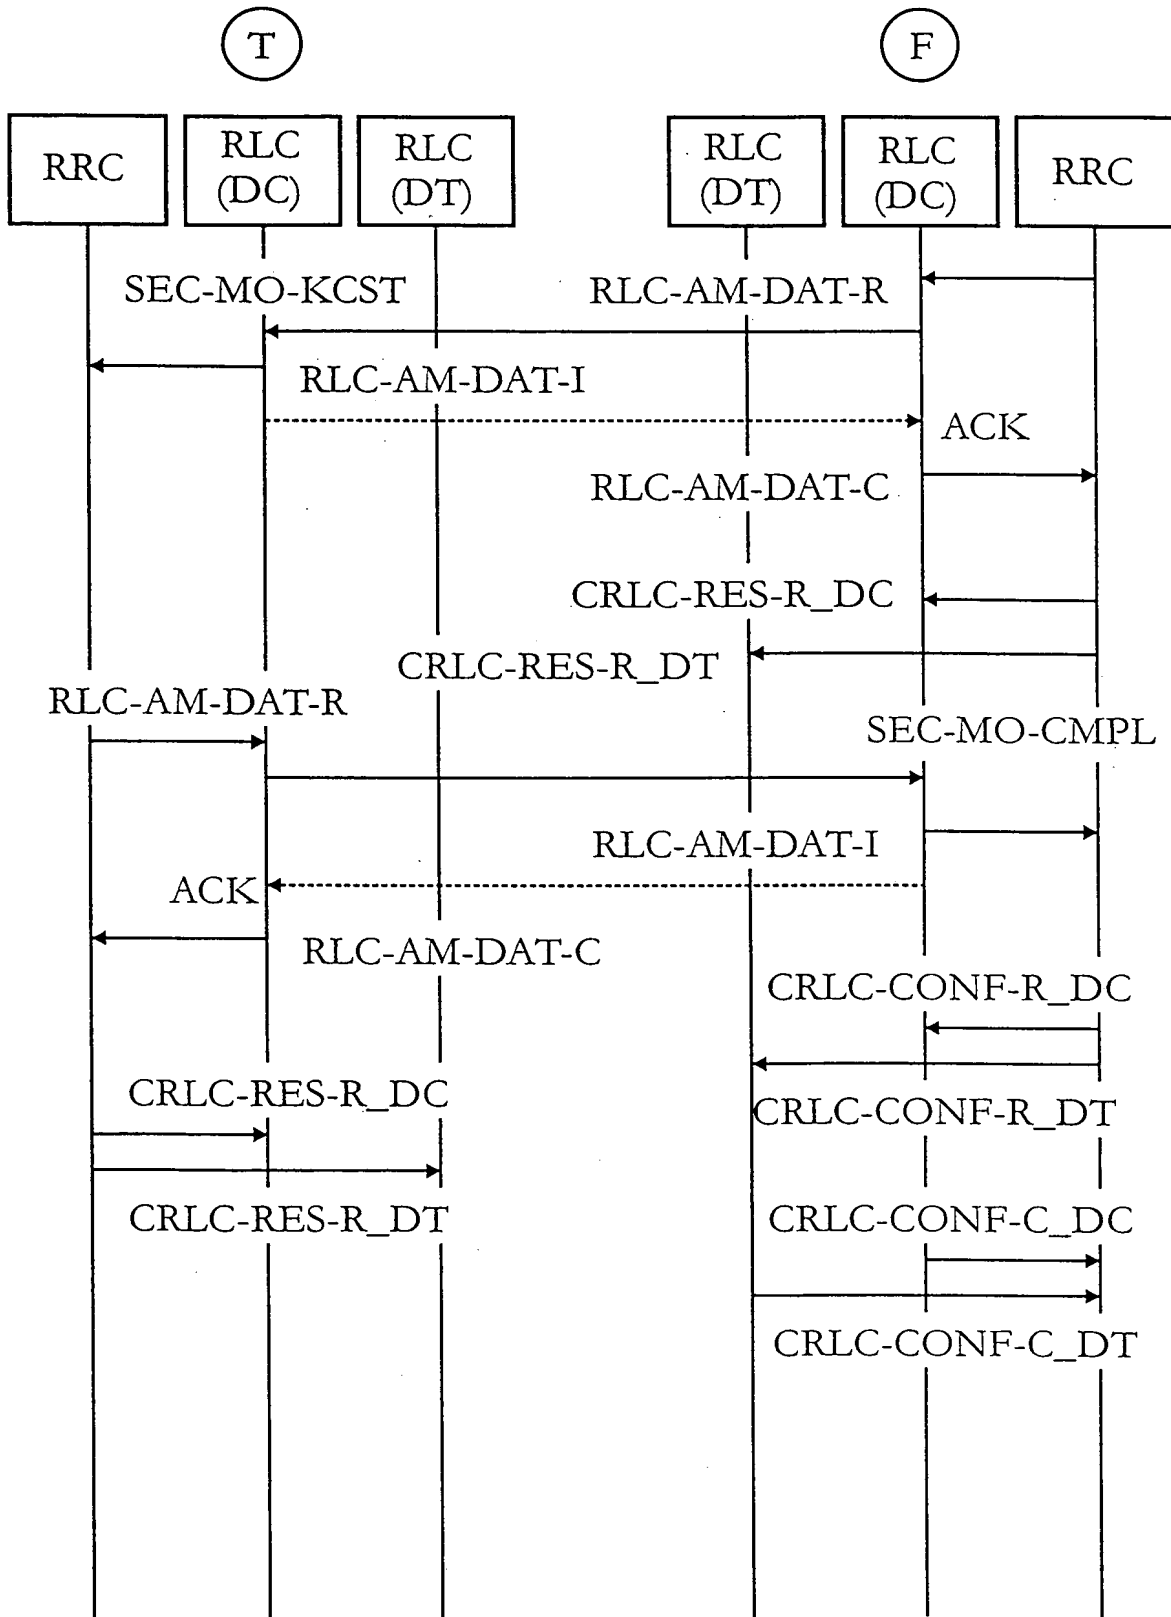 T
F
RRC
RLC
(DC)
RLC
(DT)
RLC
(DT)
RLC
(DC)
RRC
SEC-MO-KCST
RLC-AM-DAT-R
RLC-AM-DAT-I
ACK
RLC-AM-DAT-C
CRLC-RES-R_DC
CRLC-RES-R_DT
RLC-AM-DAT-R
SEC-MO-CMPL
RLC-AM-DAT-I
ACK
RLC-AM-DAT-C
CRLC-CONF-R_DC
CRLC-RES-R_DC
CRLC-CONF-R_DT
CRLC-RES-R_DT
CRLC-CONF-C_DC
CRLC-CONF-C_DT